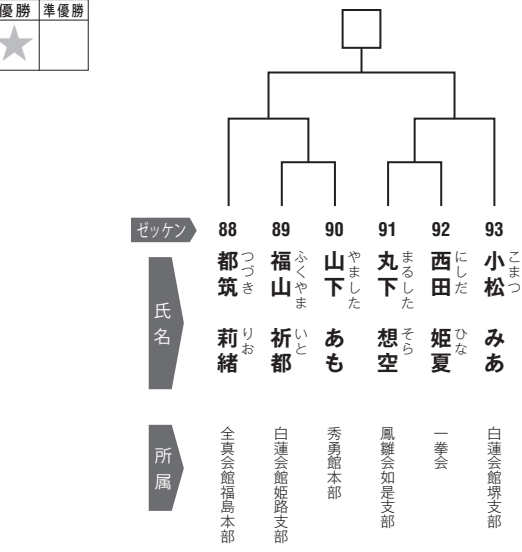 優勝 準優勝
★
ゼッケン 88 89 90 91 92 93
氏名
都筑 莉緒 つづき りお
福山 祈都 ふくやま いと
山下 あも やました
丸下 想空 まるした そら
西田 姫夏 にしだ ひな
小松 みあ こまつ
所属
全真会館福島本部
白蓮会館姫路支部
秀勇館本部
鳳雛会如是支部
一拳会
白蓮会館堺支部